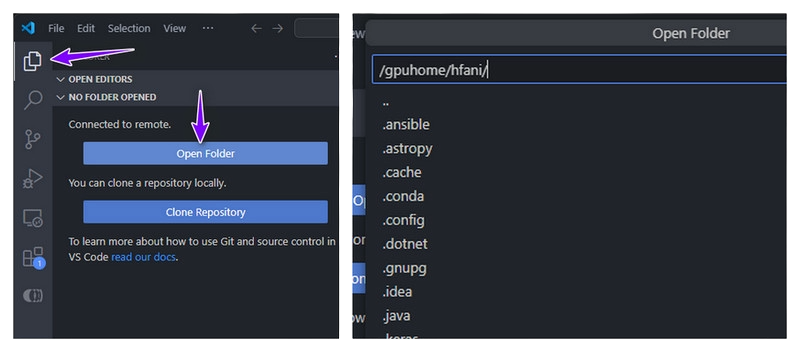 File Edit Selection View ...
OPEN EDITORS
NO FOLDER OPENED
Connected to remote.
Open Folder
You can clone a repository locally.
Clone Repository
To learn more about how to use Git and source control in
VS Code read our docs.
1
Open Folder
/gpuhome/hfani/
..
.ansible
.astropy
.cache
.conda
.config
.dotnet
.gnupg
.idea
.java
.keras